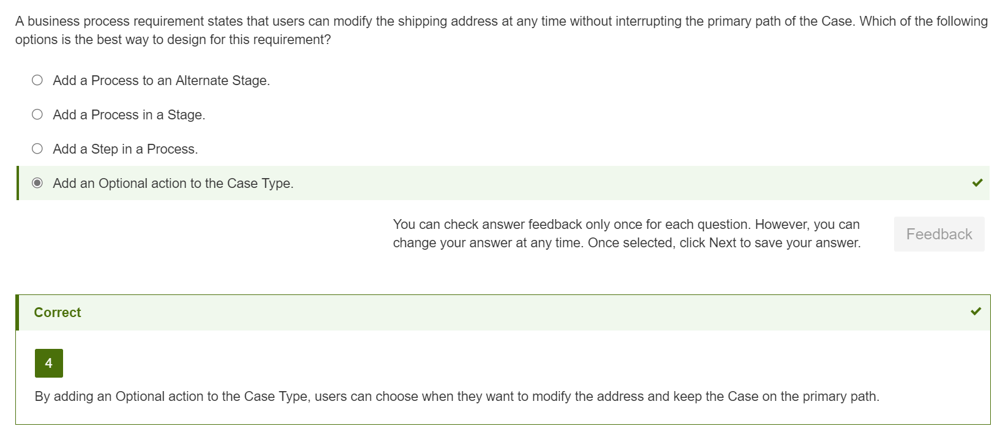 A business process requirement states that users can modify the shipping address at any time without interrupting the primary path of the Case. Which of the following
options is the best way to design for this requirement?
Add a Process to an Alternate Stage.
Add a Process in a Stage.
Add a Step in a Process.
Add an Optional action to the Case Type.
You can check answer feedback only once for each question. However, you can
change your answer at any time. Once selected, click Next to save your answer.
Feedback
Correct
4
By adding an Optional action to the Case Type, users can choose when they want to modify the address and keep the Case on the primary path.